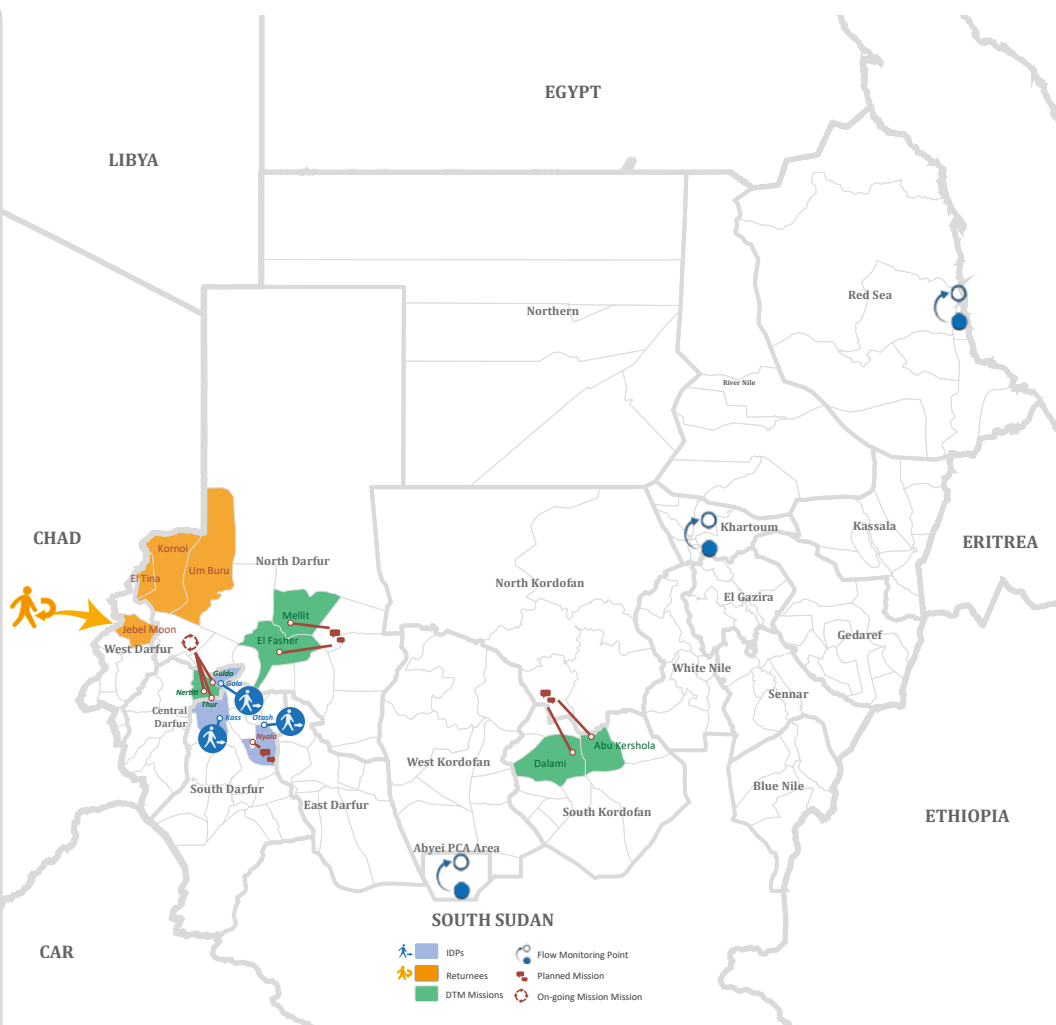 EGYPT
LIBYA
Red Sea
Northern
River Nile
CHAD
Khartoum
Kassala
ERITREA
Kornoi
El Tina
Um Buru
North Darfur
North Kordofan
El Gazira
Mellit
Jebel Moon
West Darfur
El Fasher
Gedaref
White Nile
Guldo
Golo
Nertiti
Thur
Sennar
Central
Darfur
Kass
Otash
Nyala
Abu Kershola
Dalami
West Kordofan
South Darfur
East Darfur
South Kordofan
Blue Nile
ETHIOPIA
Abyei PCA Area
SOUTH SUDAN
CAR
IDPs
Flow Monitoring Point
Returnees
Planned Mission
DTM Missions
On-going Mission Mission